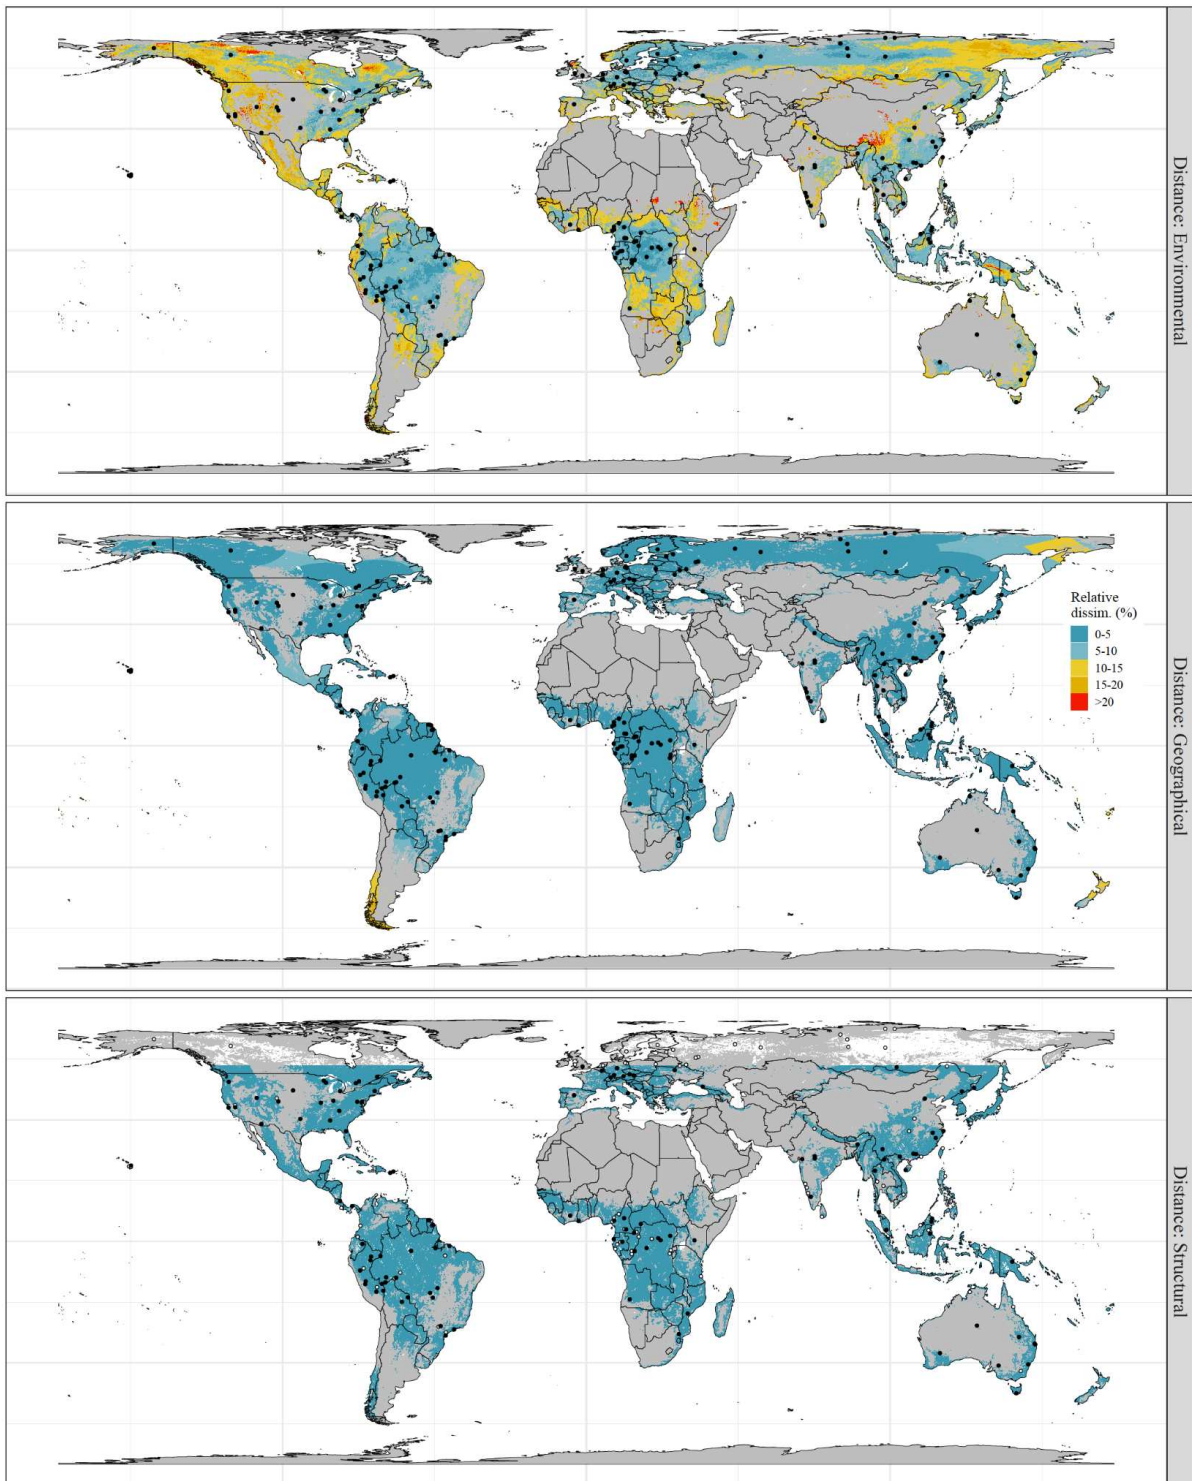 Distance: Environmental
Distance: Geographical
Relative
dissim. (%)
0-5
5-10
10-15
15-20
>20
Distance: Structural